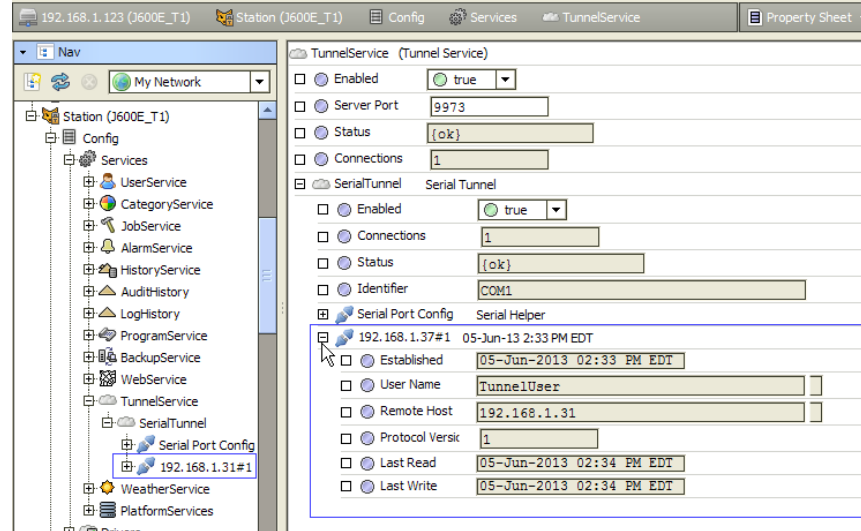 192.168.1.123 (J600E_T1) Station (J600E_T1) Config Services TunnelService Property Sheet
Nav
My Network
Station (J600E_T1)
Config
Services
UserService
CategoryService
JobService
AlarmService
HistoryService
AuditHistory
LogHistory
ProgramService
BackupService
WebService
TunnelService
SerialTunnel
Serial Port Config
192.168.1.31#1
WeatherService
PlatformServices
TunnelService (Tunnel Service)
Enabled true
Server Port 9973
Status {ok}
Connections 1
SerialTunnel Serial Tunnel
Enabled true
Connections 1
Status {ok}
Identifier COM1
Serial Port Config Serial Helper
192.168.1.37#1 05-Jun-13 2:33 PM EDT
Established 05-Jun-2013 02:33 PM EDT
User Name TunnelUser
Remote Host 192.168.1.31
Protocol Versic 1
Last Read 05-Jun-2013 02:34 PM EDT
Last Write 05-Jun-2013 02:34 PM EDT